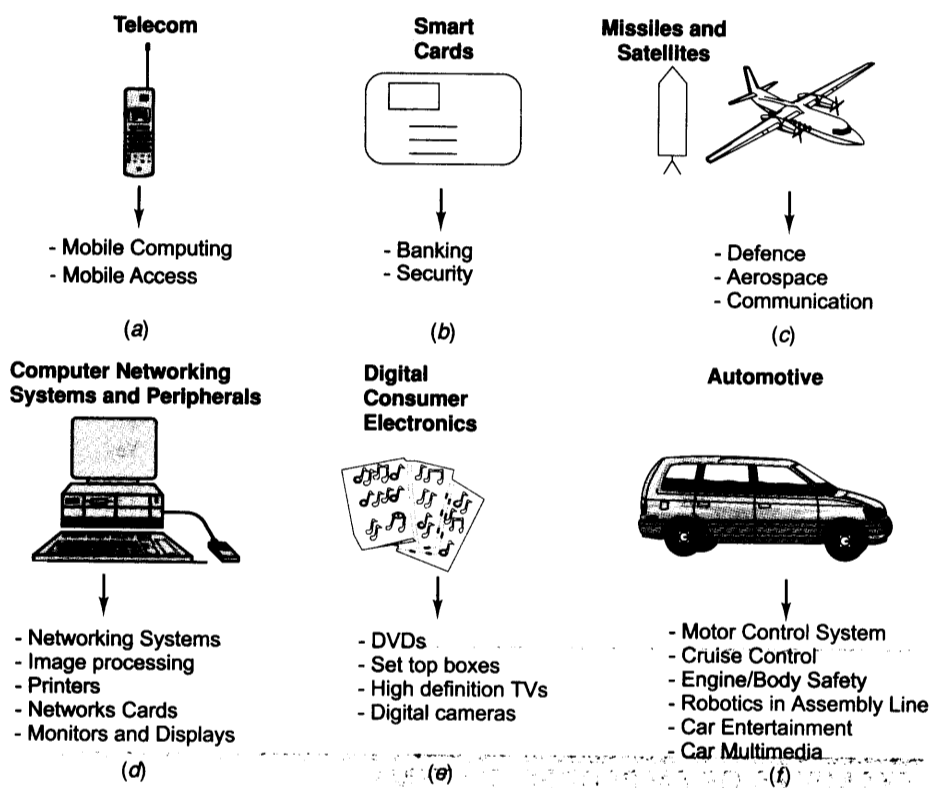 Telecom
- Mobile Computing
- Mobile Access
(a)
Smart
Cards
- Banking
- Security
(b)
Missiles and
Satellites
- Defence
- Aerospace
- Communication
(c)
Computer Networking
Systems and Peripherals
- Networking Systems
- Image processing
- Printers
- Networks Cards
- Monitors and Displays
(d)
Digital
Consumer
Electronics
- DVDs
- Set top boxes
- High definition TVs
- Digital cameras
(e)
Automotive
- Motor Control System
- Cruise Control
- Engine/Body Safety
- Robotics in Assembly Line
- Car Entertainment
- Car Multimedia
(f)